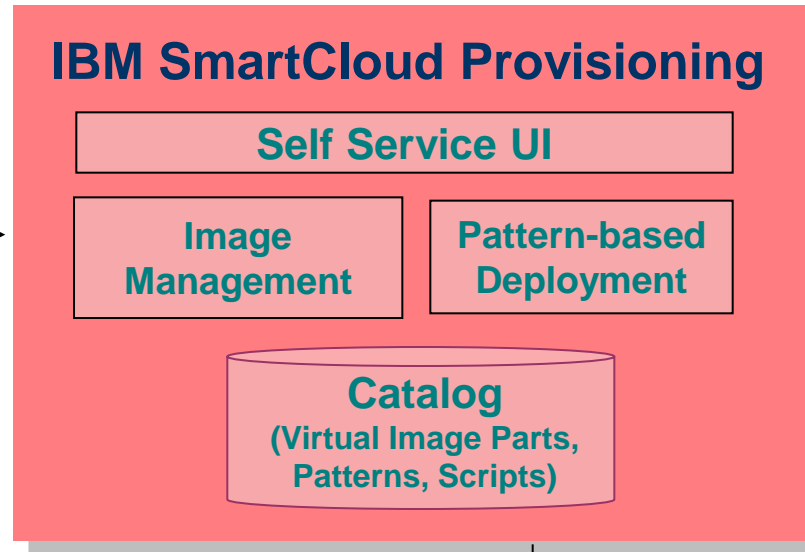 IBM SmartCloud Provisioning
Self Service UI
Image
Management
Pattern-based
Deployment
Catalog
(Virtual Image Parts,
Patterns, Scripts)